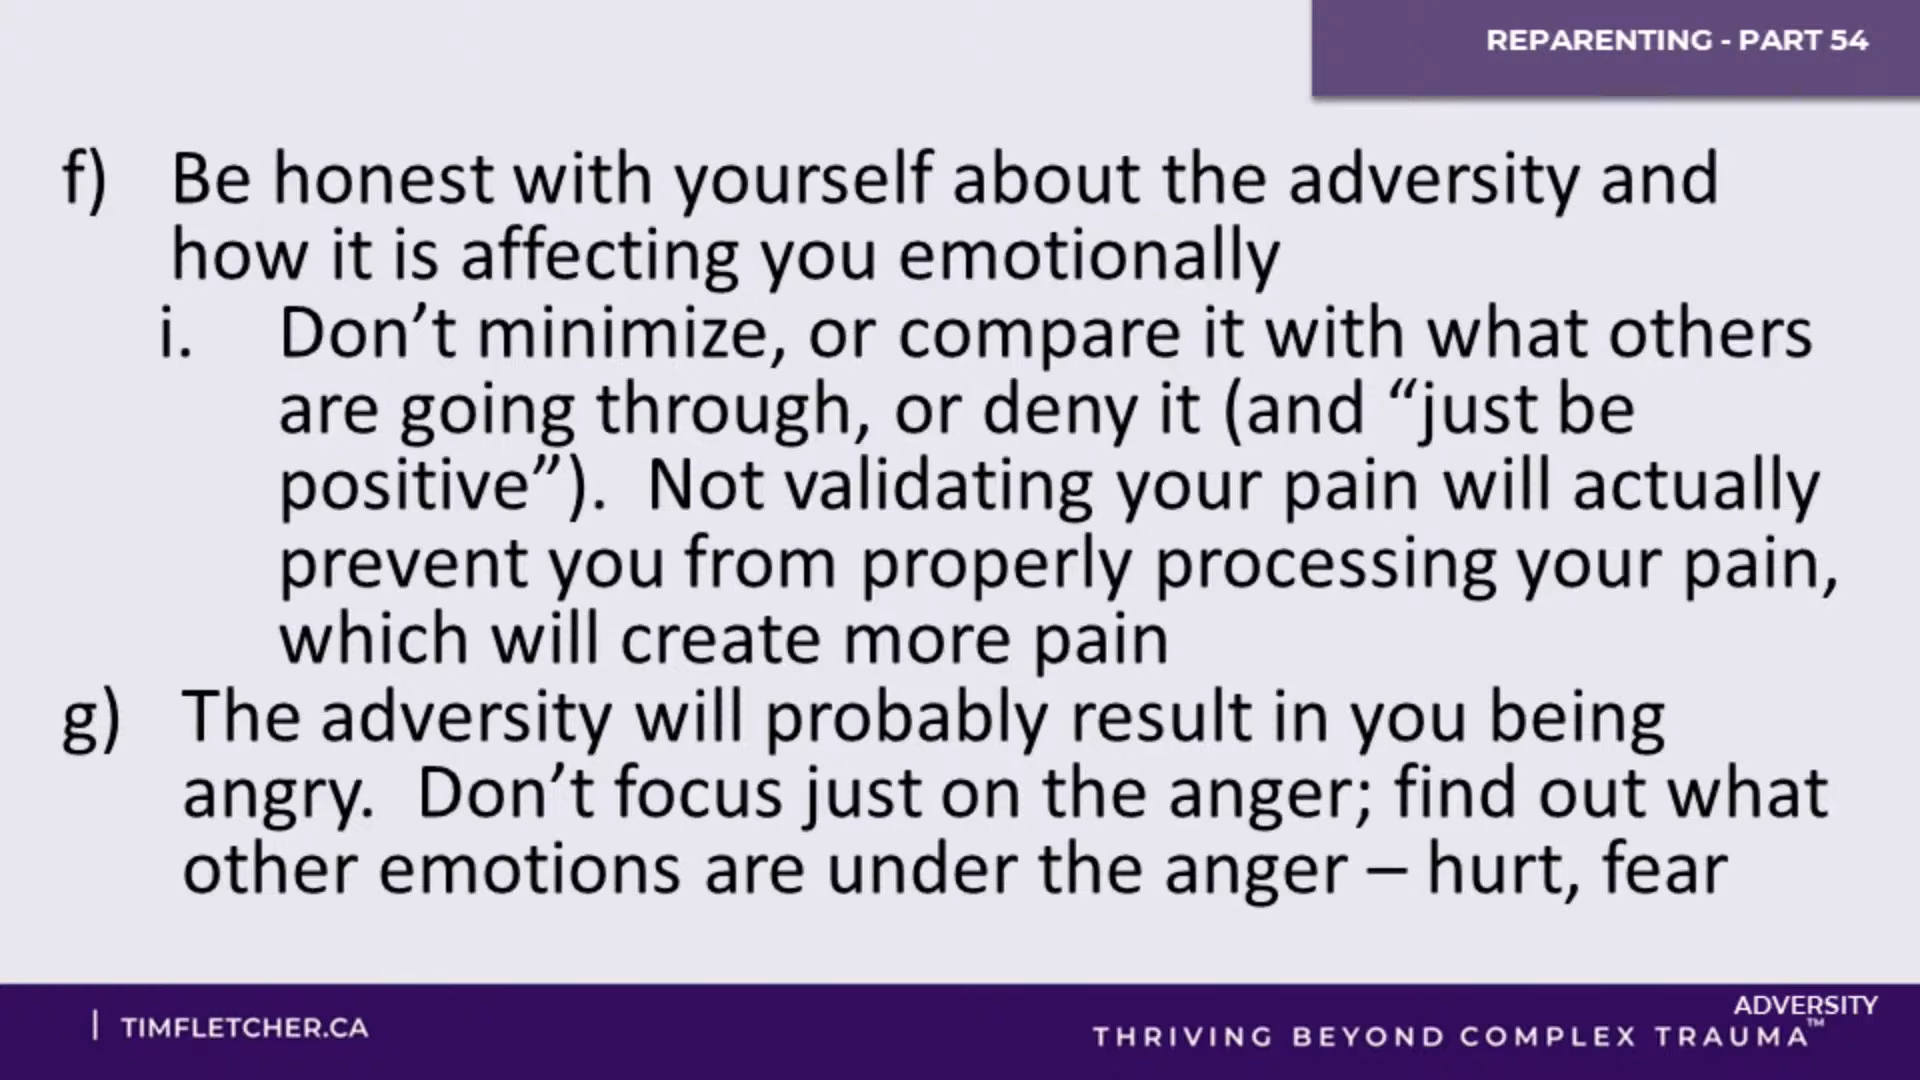 REPARENTING - PART 54
f) Be honest with yourself about the adversity and
how it is affecting you emotionally
i. Don’t minimize, or compare it with what others
are going through, or deny it (and “just be
positive”). Not validating your pain will actually
prevent you from properly processing your pain,
which will create more pain
g) The adversity will probably result in you being
angry. Don’t focus just on the anger; find out what
other emotions are under the anger – hurt, fear
| TIMFLETCHER.CA
ADVERSITY
THRIVING BEYOND COMPLEX TRAUMA™